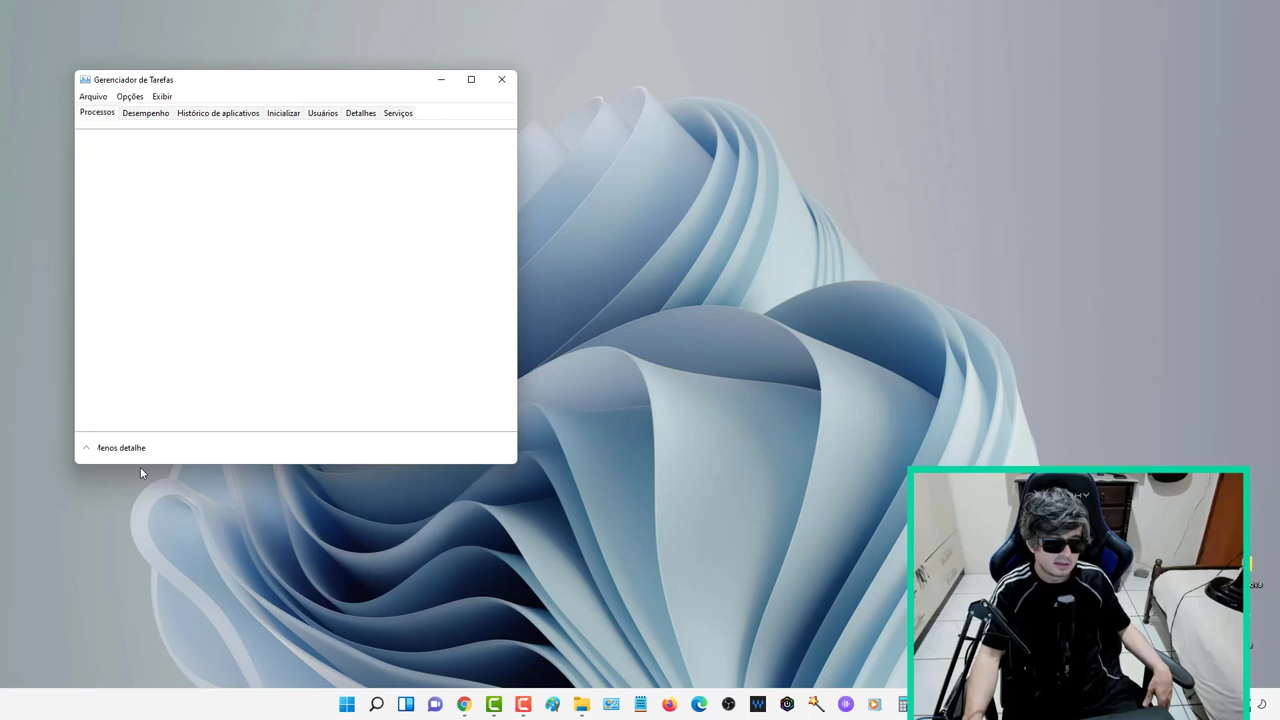 Gerenciador de Tarefas
Arquivo Opções Exibir
Processos Desempenho Histórico de aplicativos Inicializar Usuários Detalhes Serviços
Menos detalhe